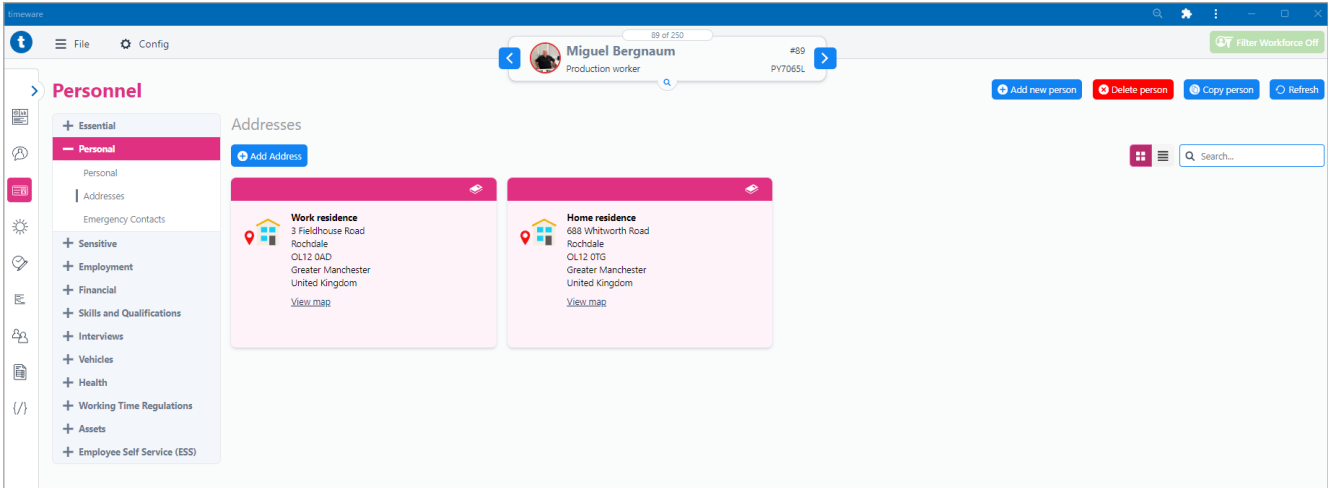 timeware
t
File
Config
89 of 250
Miguel Bergnaum
#89
Production worker
PY7065L
Filter Workforce Off
Personnel
Add new person
Delete person
Copy person
Refresh
Essential
Personal
Personal
Addresses
Emergency Contacts
Sensitive
Employment
Financial
Skills and Qualifications
Interviews
Vehicles
Health
Working Time Regulations
Assets
Employee Self Service (ESS)
Addresses
Add Address
Search...
Work residence
3 Fieldhouse Road
Rochdale
OL12 0AD
Greater Manchester
United Kingdom
View map
Home residence
688 Whitworth Road
Rochdale
OL12 0TG
Greater Manchester
United Kingdom
View map